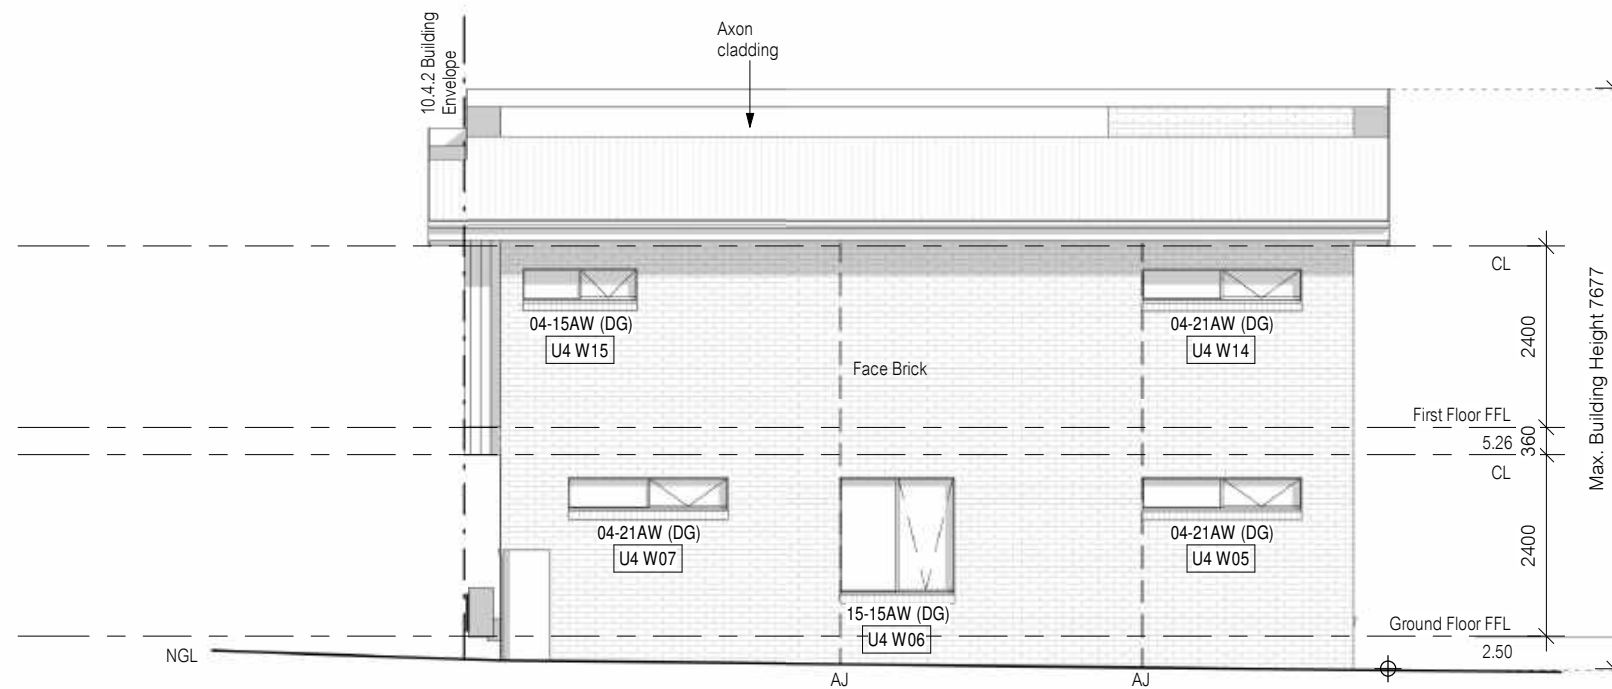 10.4.2 Building
Envelope
Axon
cladding
CL
04-15AW (DG)
U4 W15
04-21AW (DG)
U4 W14
2400
Max. Building Height 7677
Face Brick
First Floor FFL
5.26
360
CL
04-21AW (DG)
U4 W07
04-21AW (DG)
U4 W05
2400
15-15AW (DG)
U4 W06
Ground Floor FFL
2.50
NGL
AJ
AJ